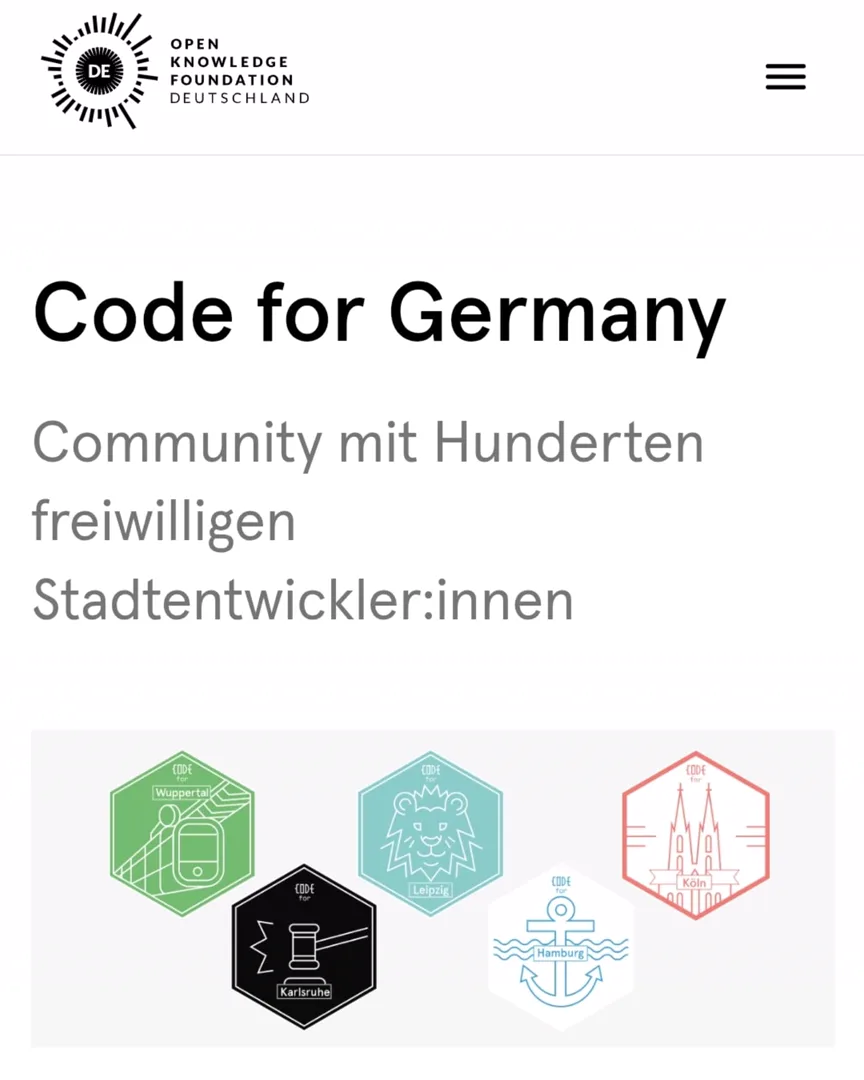 DE
OPEN
KNOWLEDGE
FOUNDATION
DEUTSCHLAND
Code for Germany
Community mit Hunderten
freiwilligen
Stadtentwickler:innen
CODE
for
Wuppertal
CODE
for
Karlsruhe
CODE
for
Leipzig
CODE
for
Hamburg
CODE
for
Köln